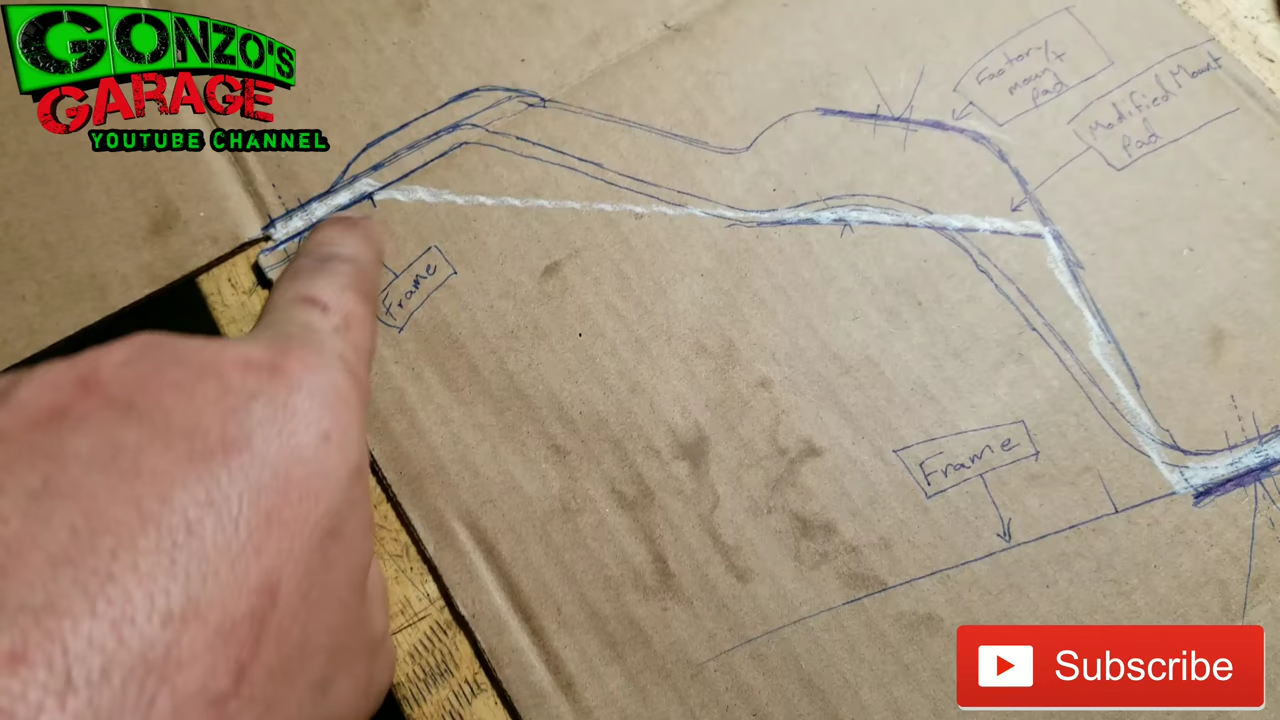 GONZO'S
GARAGE
YOUTUBE CHANNEL
Factory
mount
Pad
Modified Mount
Pad
Frame
Frame
Subscribe